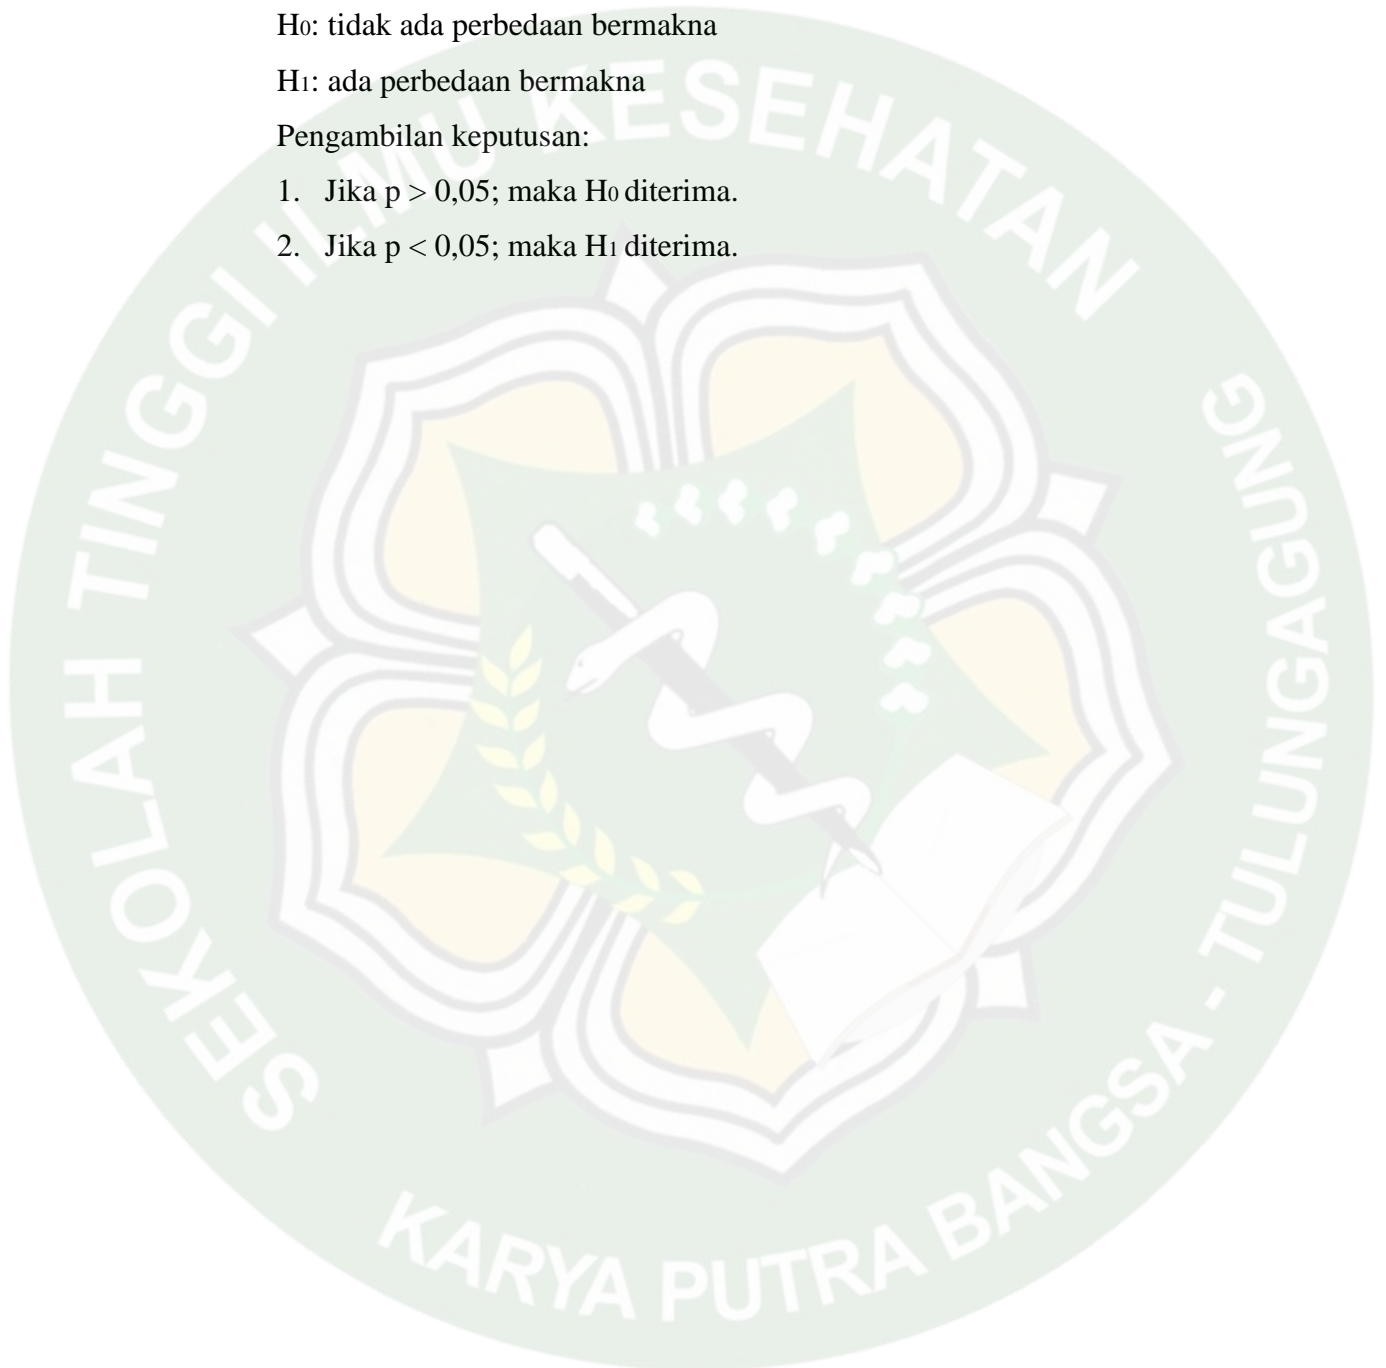 H0: tidak ada perbedaan bermakna
H1: ada perbedaan bermakna
Pengambilan keputusan:
1. Jika p > 0,05; maka H0 diterima.
2. Jika p < 0,05; maka H1 diterima.
SEKOLAH TINGGI ILMU KESEHATAN
KARYA PUTRA BANGSA - TULUNGAGUNG